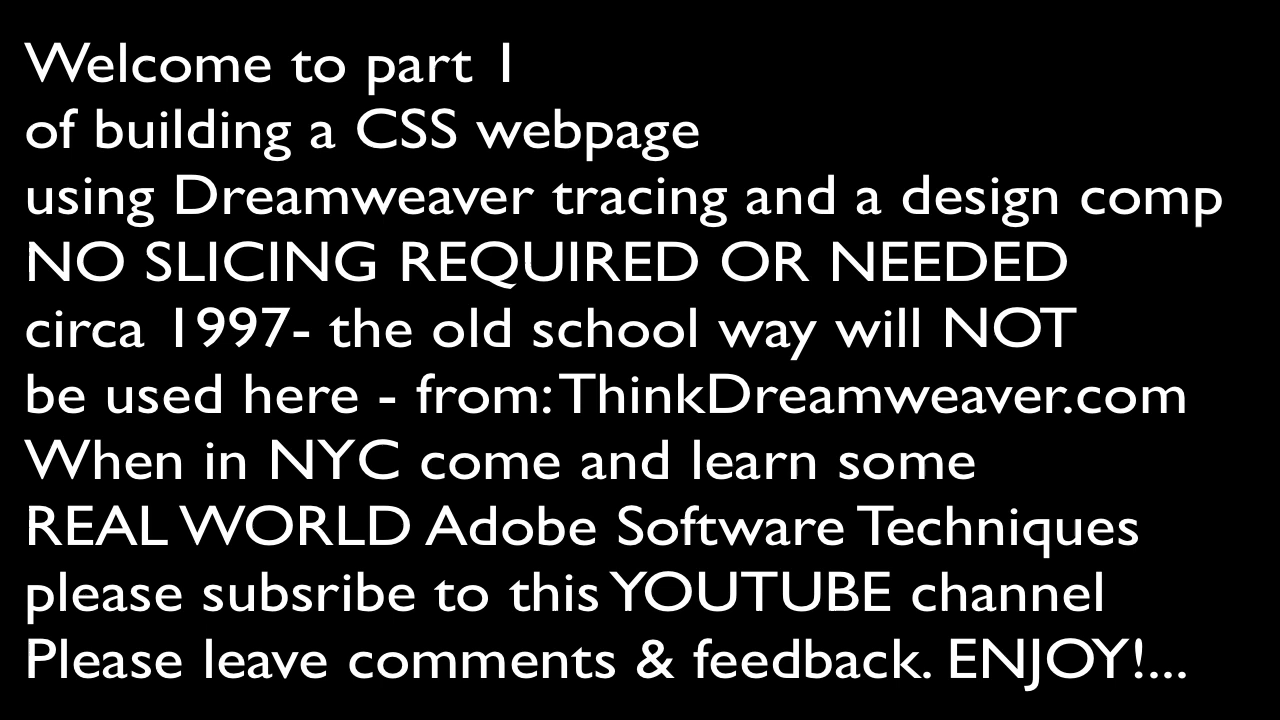 Welcome to part 1
of building a CSS webpage
using Dreamweaver tracing and a design comp
NO SLICING REQUIRED OR NEEDED
circa 1997- the old school way will NOT
be used here - from: ThinkDreamweaver.com
When in NYC come and learn some
REAL WORLD Adobe Software Techniques
please subsribe to this YOUTUBE channel
Please leave comments & feedback. ENJOY!...